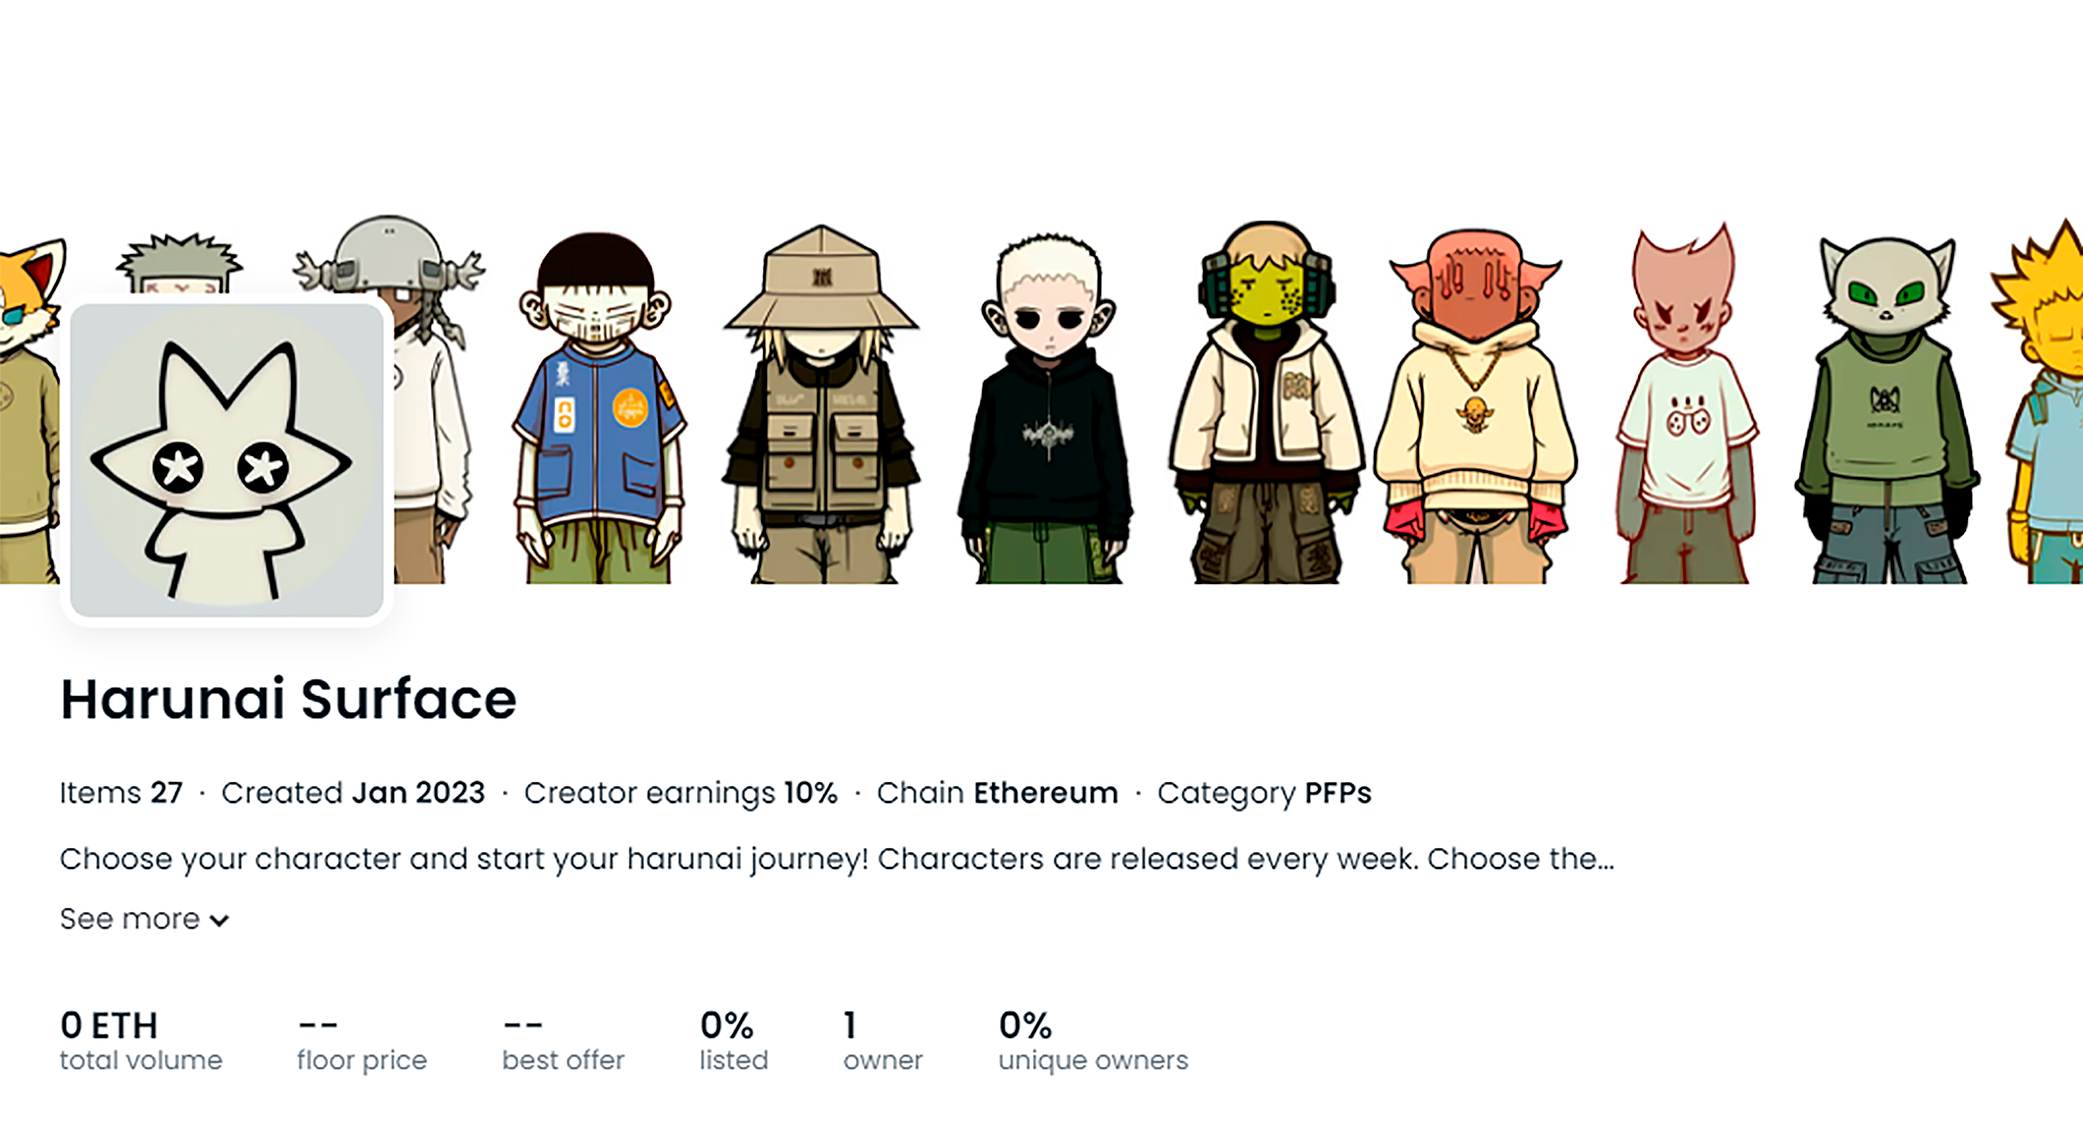 Harunai Surface
Items 27 · Created Jan 2023 · Creator earnings 10% · Chain Ethereum · Category PFPs
Choose your character and start your harunai journey! Characters are released every week. Choose the...
See more
0 ETH -- -- 0% 1 0%
total volume floor price best offer listed owner unique owners